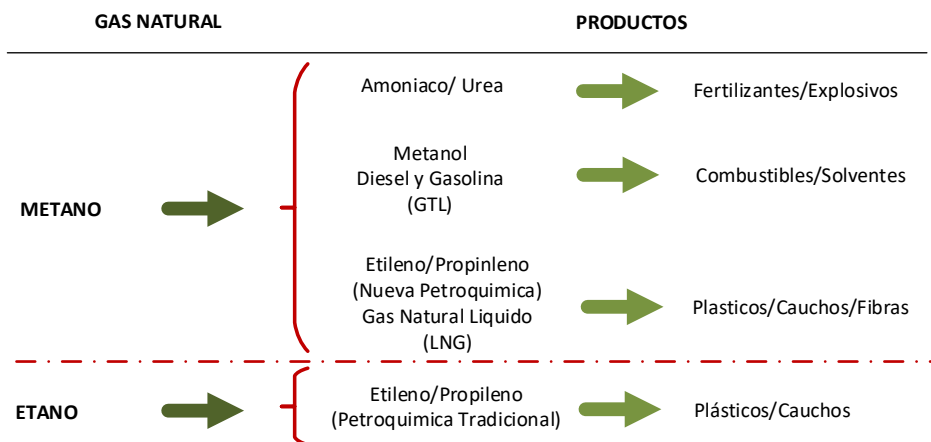 GAS NATURAL
PRODUCTOS
METANO
Amoniaco/ Urea
Fertilizantes/Explosivos
Metanol
Diesel y Gasolina
(GTL)
Combustibles/Solventes
Etileno/Propinleno
(Nueva Petroquimica)
Gas Natural Liquido
(LNG)
Plasticos/Cauchos/Fibras
ETANO
Etileno/Propileno
(Petroquimica Tradicional)
Plásticos/Cauchos